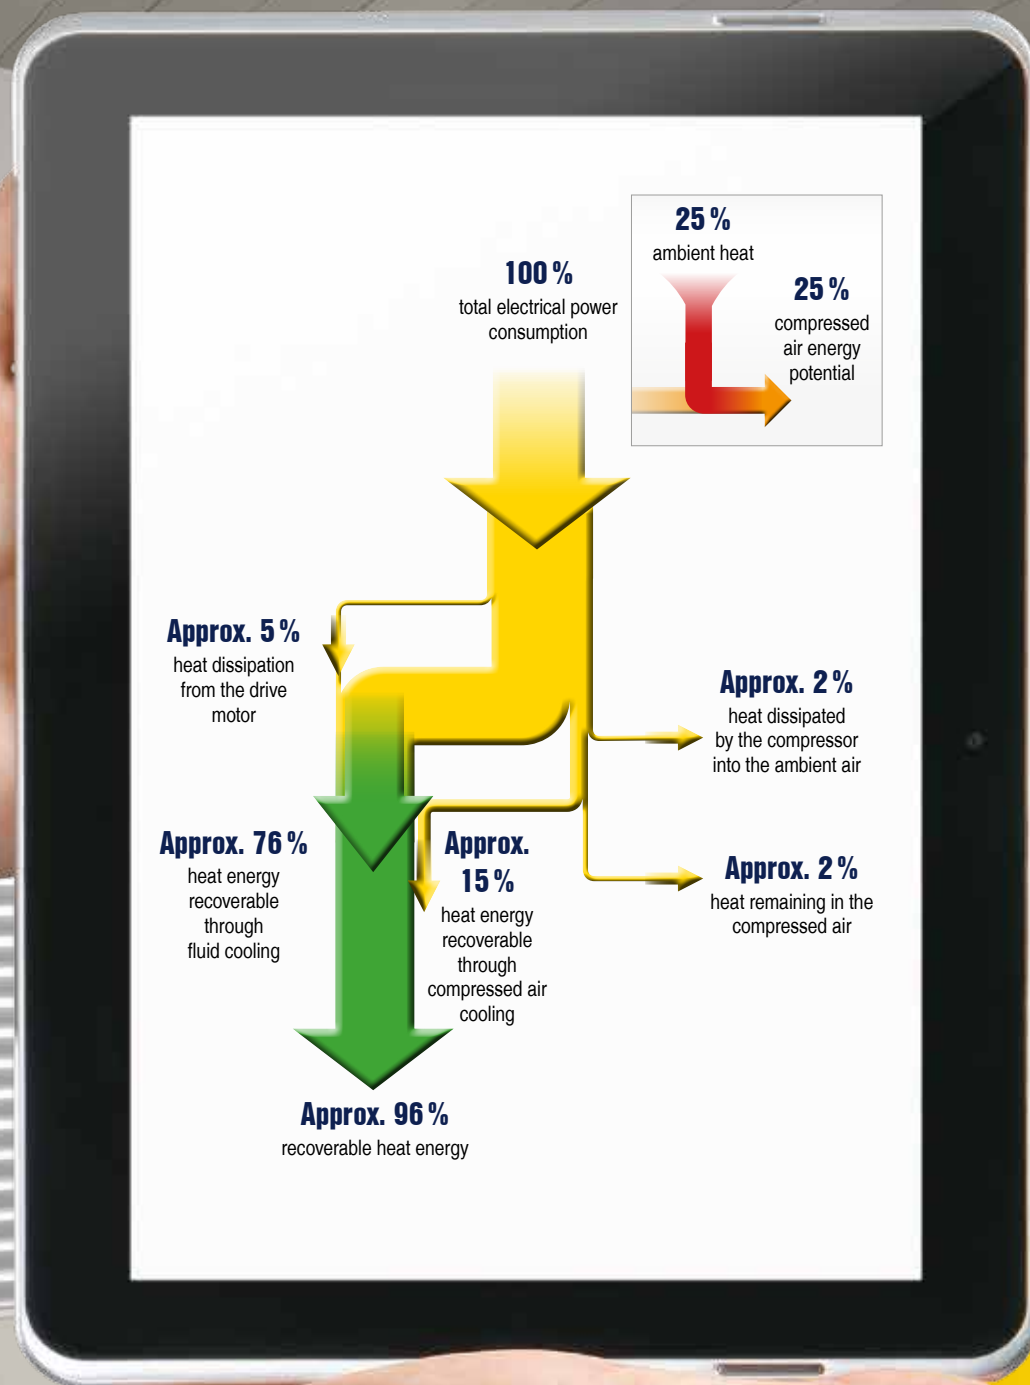 25 %
ambient heat
25 %
compressed
air energy
potential
100 %
total electrical power
consumption
Approx. 5 %
heat dissipation
from the drive
motor
Approx. 2 %
heat dissipated
by the compressor
into the ambient air
Approx. 76 %
heat energy
recoverable
through
fluid cooling
Approx.
15 %
heat energy
recoverable
through
compressed air
cooling
Approx. 2 %
heat remaining in the
compressed air
Approx. 96 %
recoverable heat energy